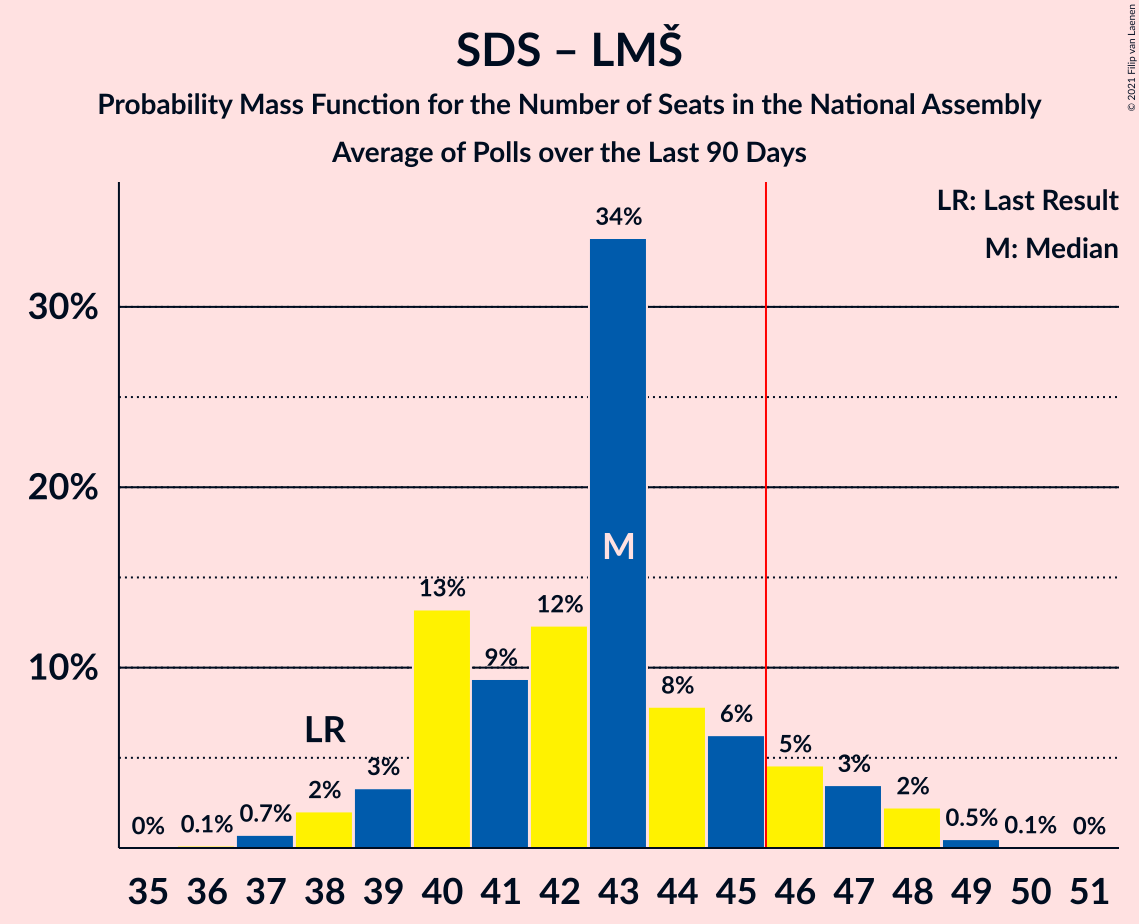 SDS – LMŠ
Probability Mass Function for the Number of Seats in the National Assembly
Average of Polls over the Last 90 Days
© 2021 Filip van Laenen
LR: Last Result
M: Median
34%
30%
20%
M
13%
12%
9%
10%
8%
6%
LR
5%
3%
3%
2%
2%
0.7%
0.5%
0%
0.1%
0.1%
0%
35 36 37 38 39 40 41 42 43 44 45 46 47 48 49 50 51